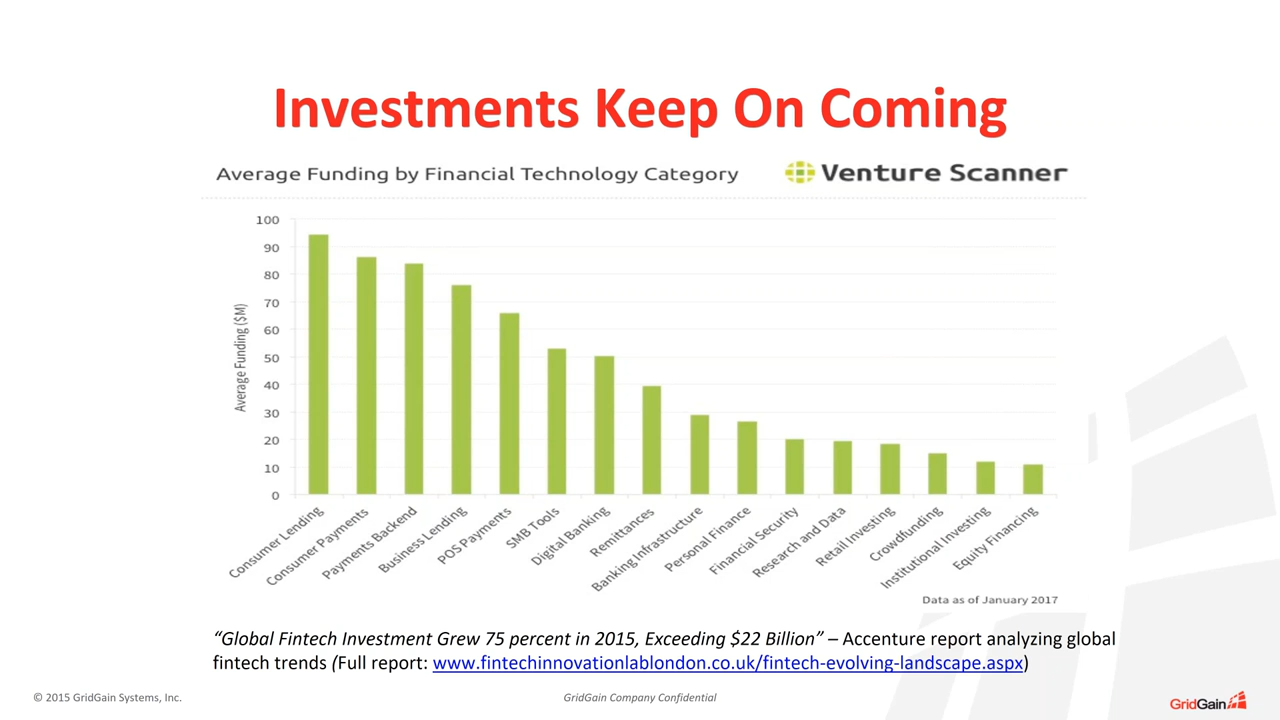 Investments Keep On Coming
Average Funding by Financial Technology Category
Venture Scanner
Average Funding ($M)
100
90
80
70
60
50
40
30
20
10
0
Consumer Lending
Consumer Payments
Payments Backend
Business Lending
POS Payments
SMB Tools
Digital Banking
Remittances
Banking Infrastructure
Personal Finance
Financial Security
Research and Data
Retail Investing
Crowdfunding
Institutional Investing
Equity Financing
Data as of January 2017
“Global Fintech Investment Grew 75 percent in 2015, Exceeding $22 Billion” – Accenture report analyzing global
fintech trends (Full report: www.fintechinnovationlablondon.co.uk/fintech-evolving-landscape.aspx)
© 2015 GridGain Systems, Inc.
GridGain Company Confidential
GridGain